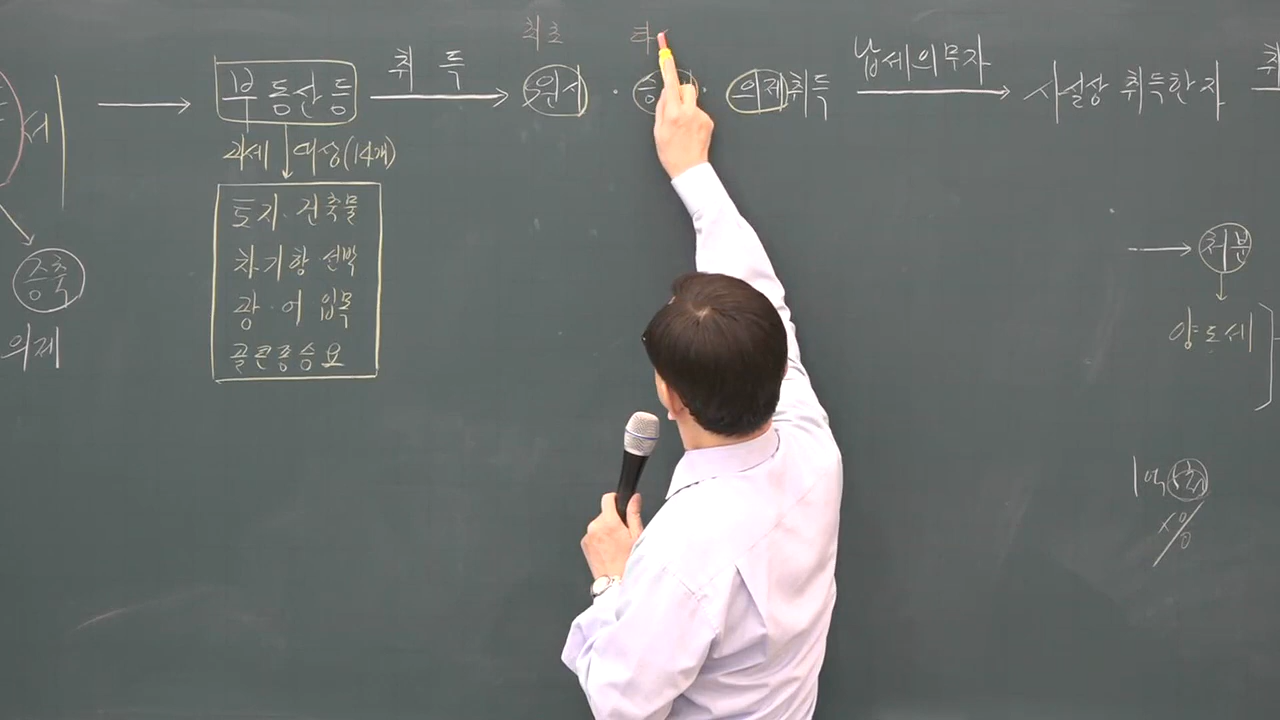 최초
부동산등 취득 원시 · 승 · 의제취득 납세의무자 사실상 취득한 자
세
과세 대상(14개)
토지·건축물
차기항·선박
광·어 입목
골콘종승요
증축
의제
처분
양도세
1억